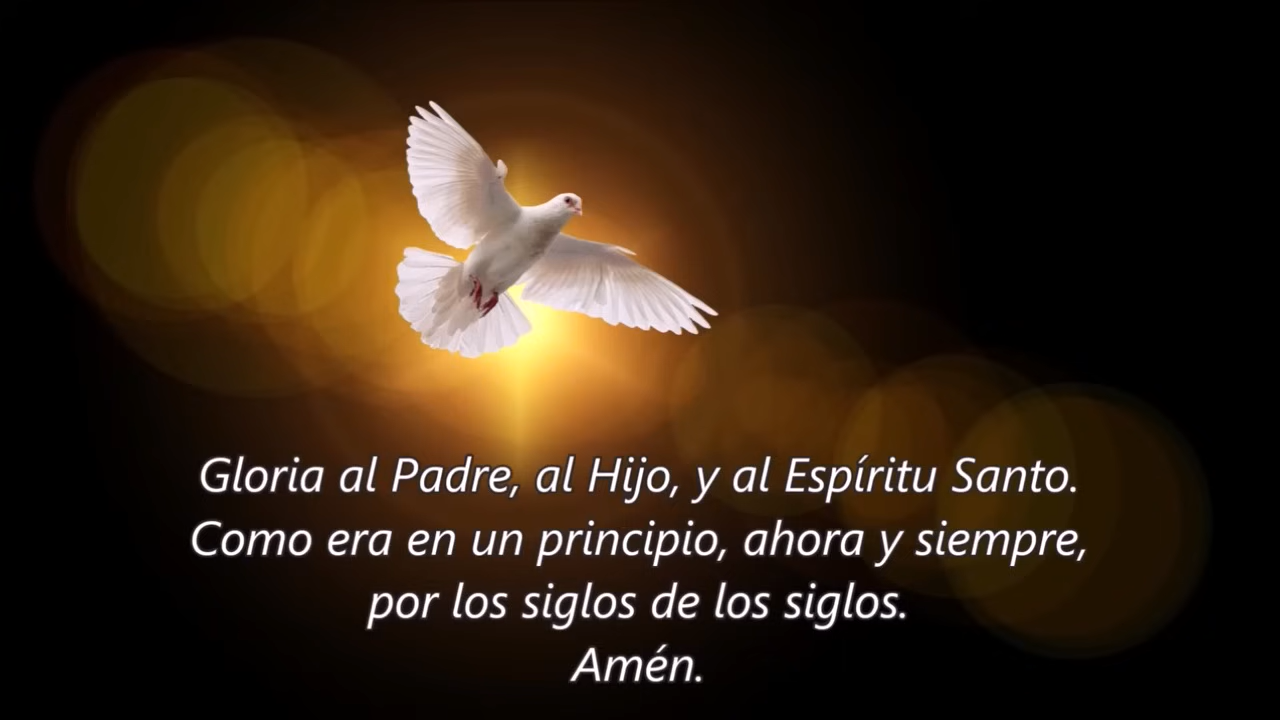 Gloria al Padre, al Hijo, y al Espíritu Santo.
Como era en un principio, ahora y siempre,
por los siglos de los siglos.
Amén.